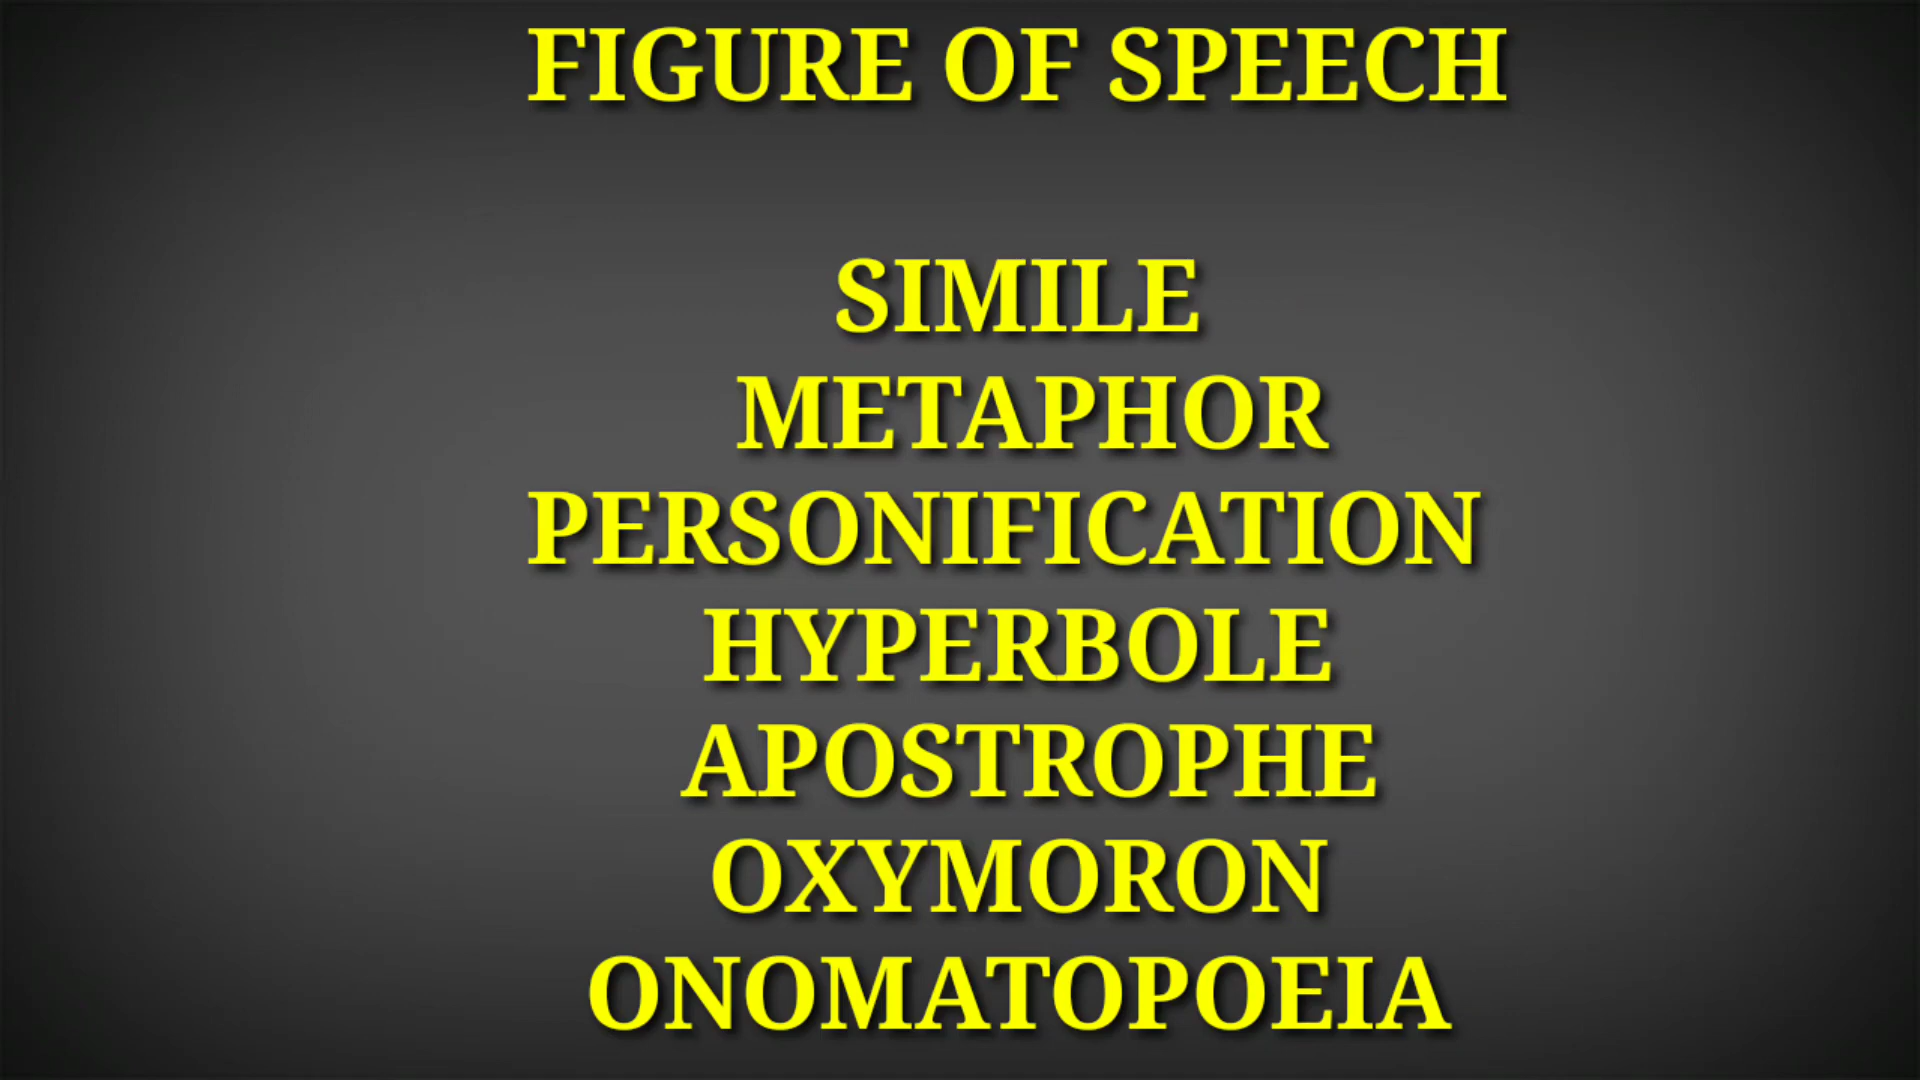 FIGURE OF SPEECH
SIMILE
METAPHOR
PERSONIFICATION
HYPERBOLE
APOSTROPHE
OXYMORON
ONOMATOPOEIA